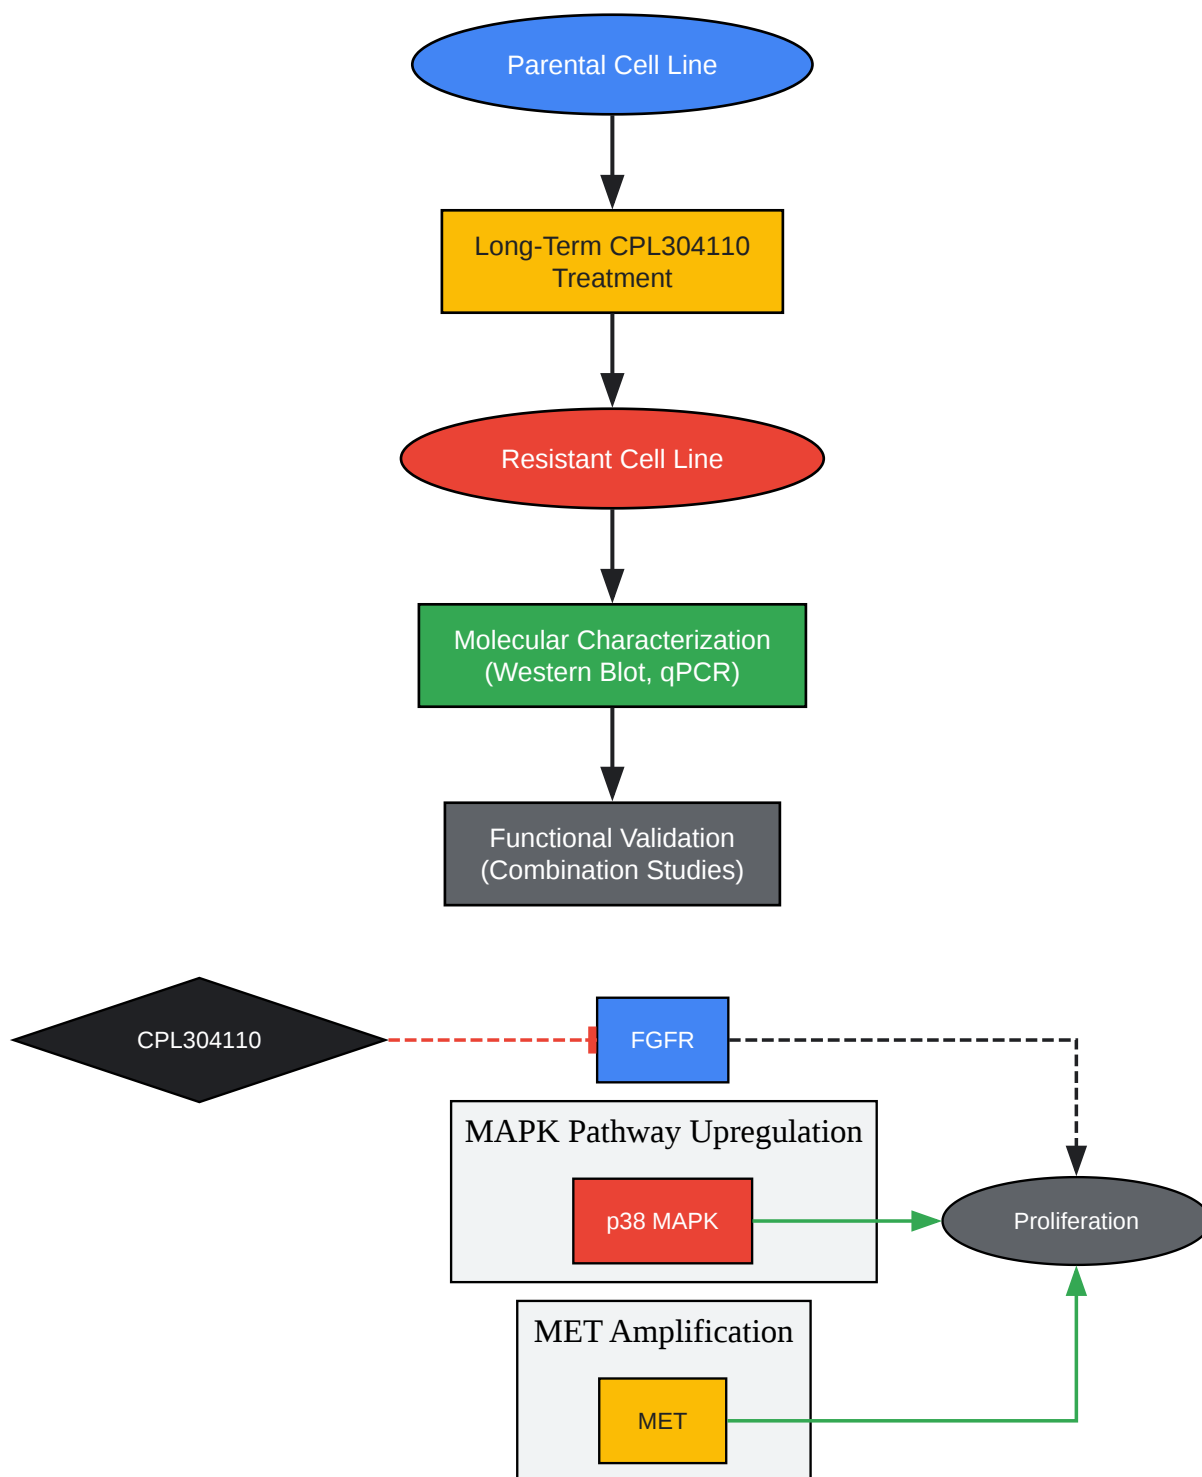 Parental Cell Line
Long-Term CPL304110
Treatment
Resistant Cell Line
Molecular Characterization
(Western Blot, qPCR)
Functional Validation
(Combination Studies)
CPL304110
FGFR
MAPK Pathway Upregulation
p38 MAPK
Proliferation
MET Amplification
MET